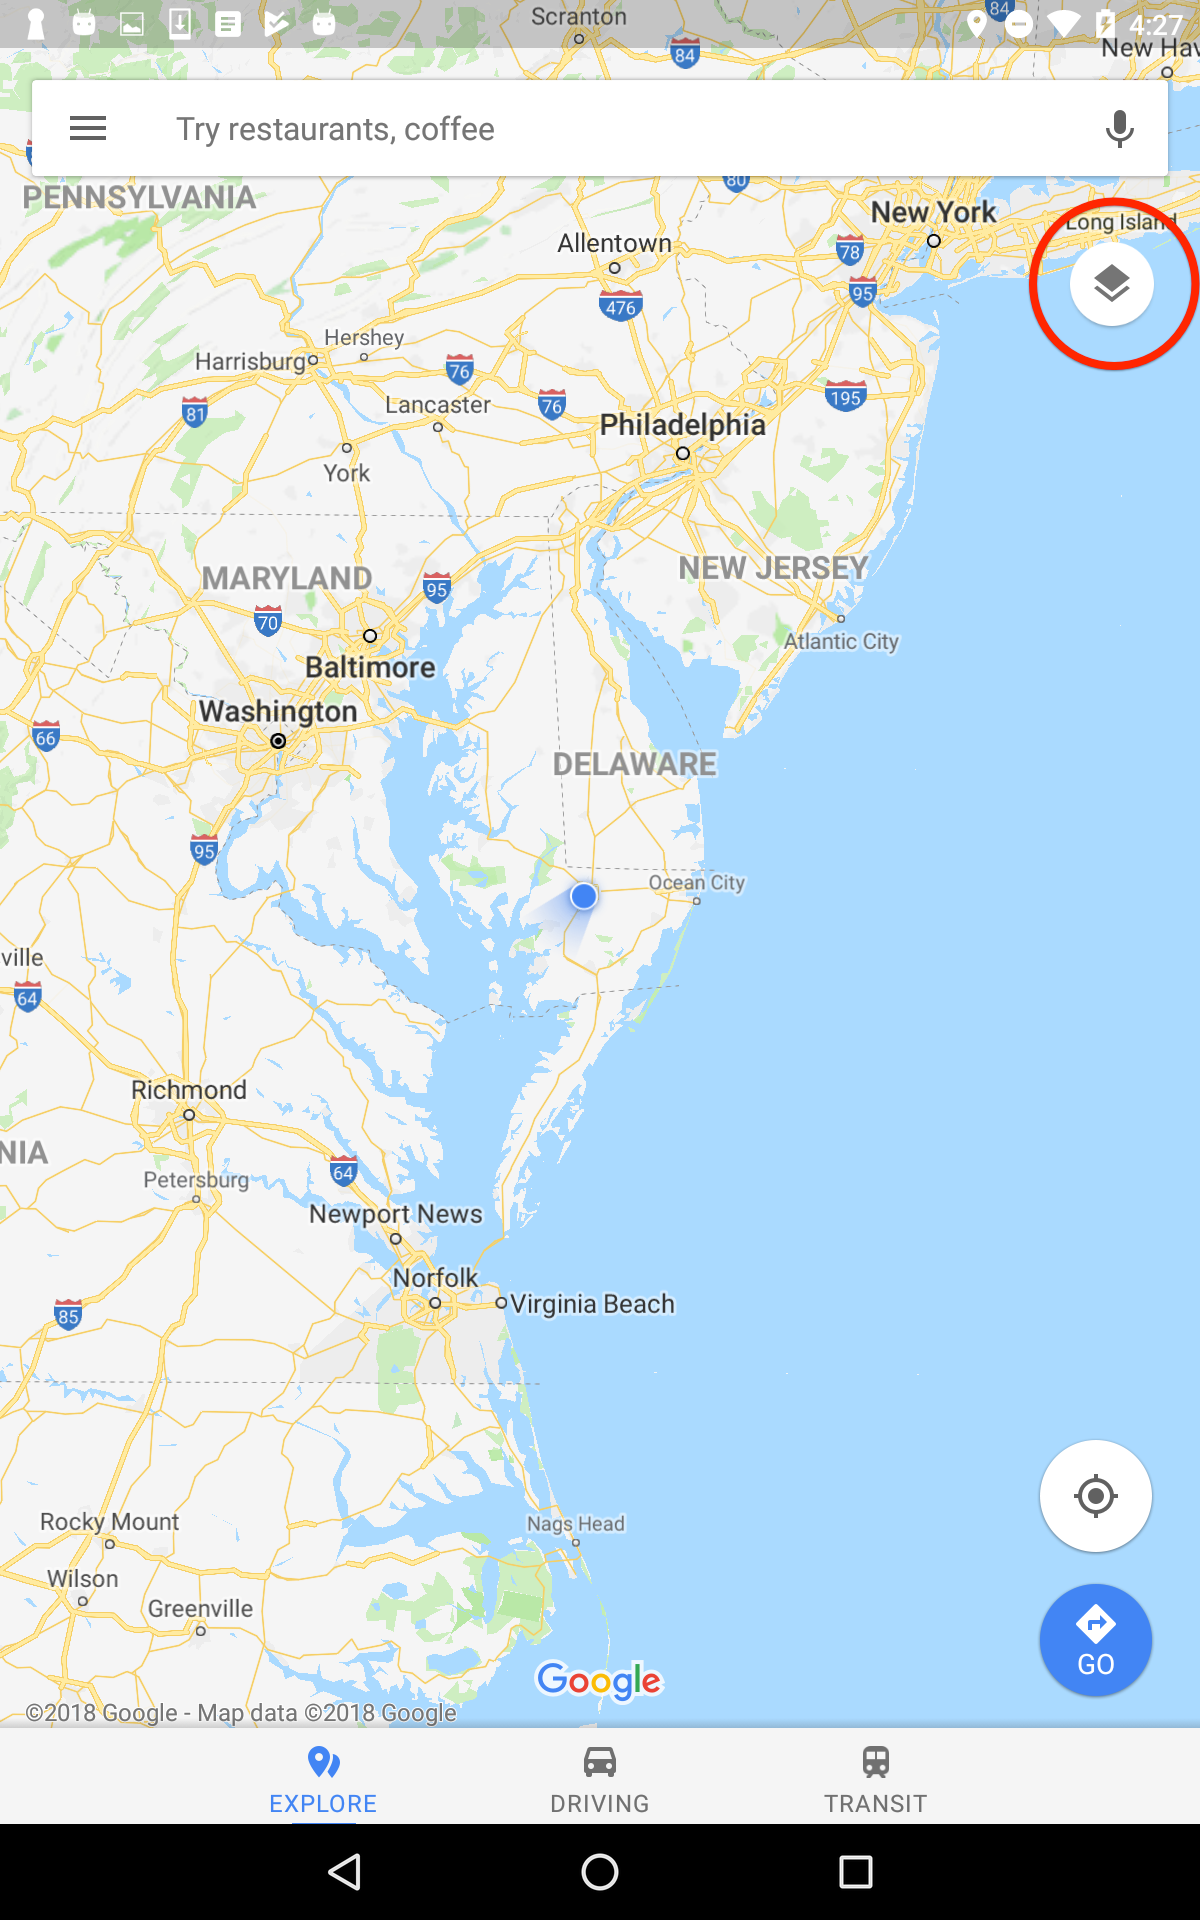 Scranton
84
84
4:27
New Hav
Try restaurants, coffee
80
PENNSYLVANIA
New York
Long Island
Allentown
78
95
476
Hershey
Harrisburg
76
195
81
Lancaster
76
Philadelphia
York
NEW JERSEY
MARYLAND
95
70
Atlantic City
Baltimore
Washington
66
DELAWARE
95
Ocean City
ville
64
Richmond
NIA
64
Petersburg
Newport News
Norfolk
Virginia Beach
85
Rocky Mount
Nags Head
Wilson
Greenville
GO
Google
©2018 Google - Map data ©2018 Google
EXPLORE
DRIVING
TRANSIT